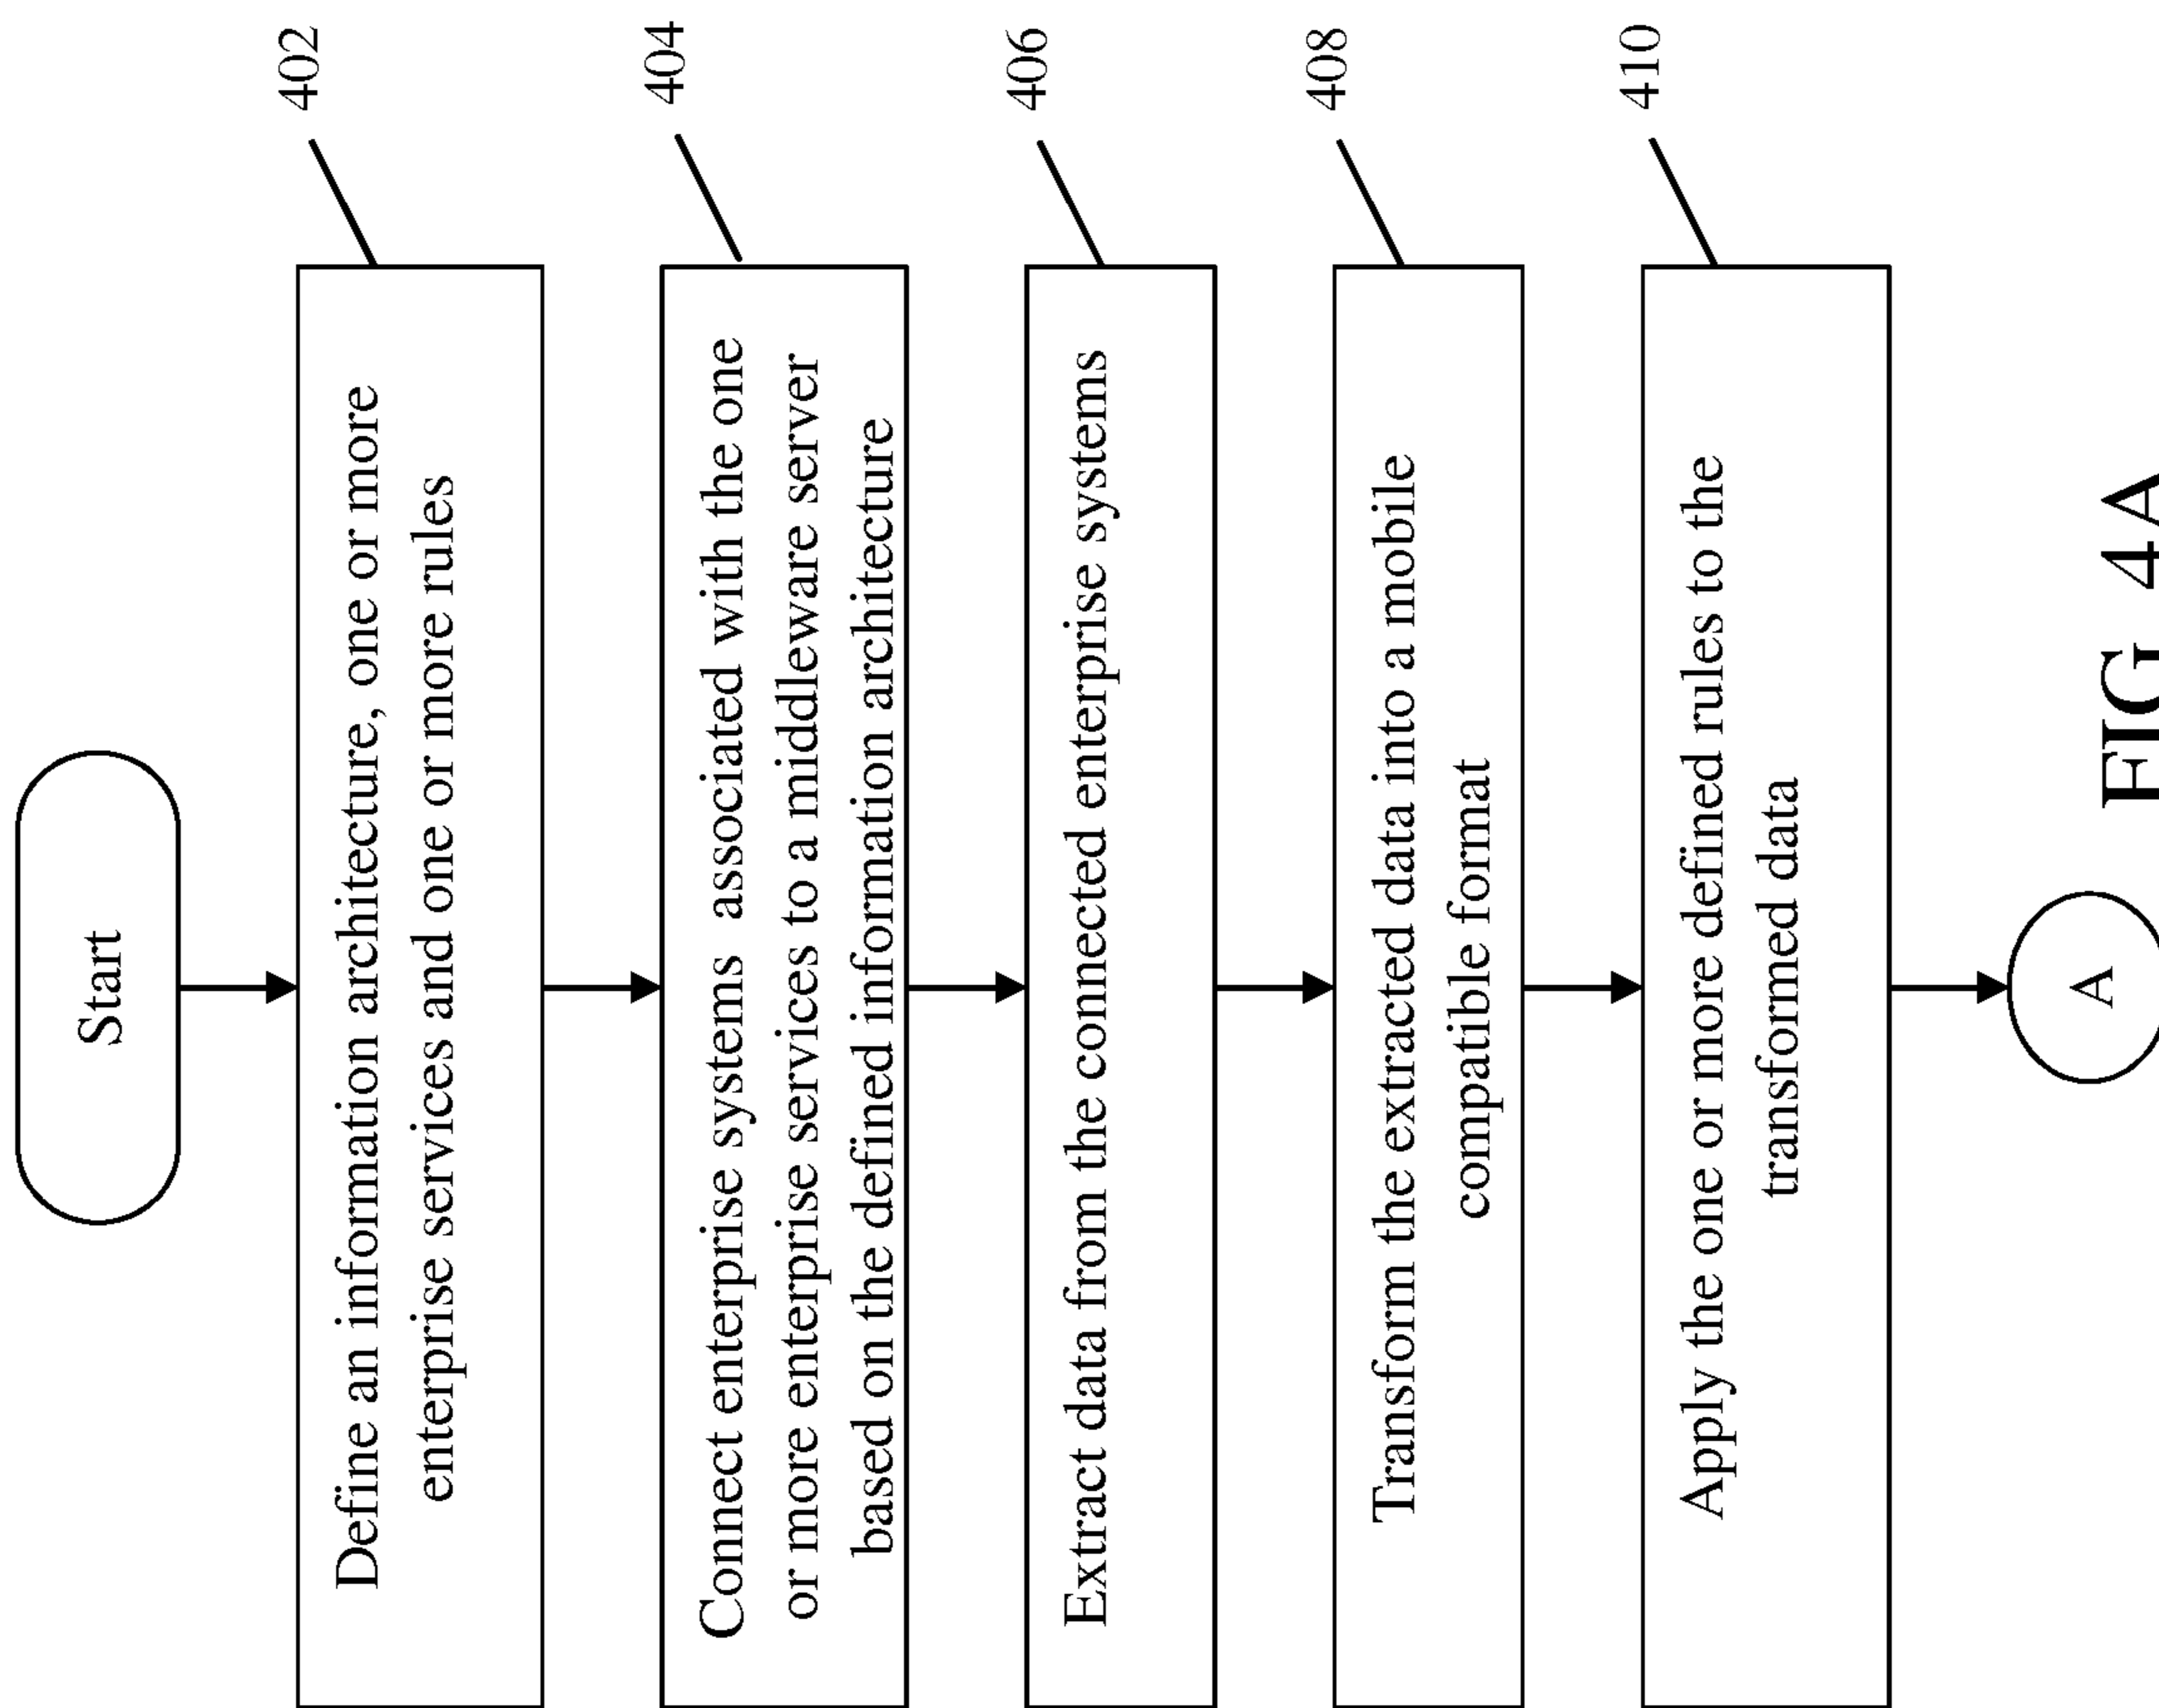 Start
402
Define an information architecture, one or more
enterprise services and one or more rules
404
Connect enterprise systems associated with the one
or more enterprise services to a middleware server
based on the defined information architecture
406
Extract data from the connected enterprise systems
408
Transform the extracted data into a mobile
compatible format
410
Apply the one or more defined rules to the
transformed data
A
FIG. 4A